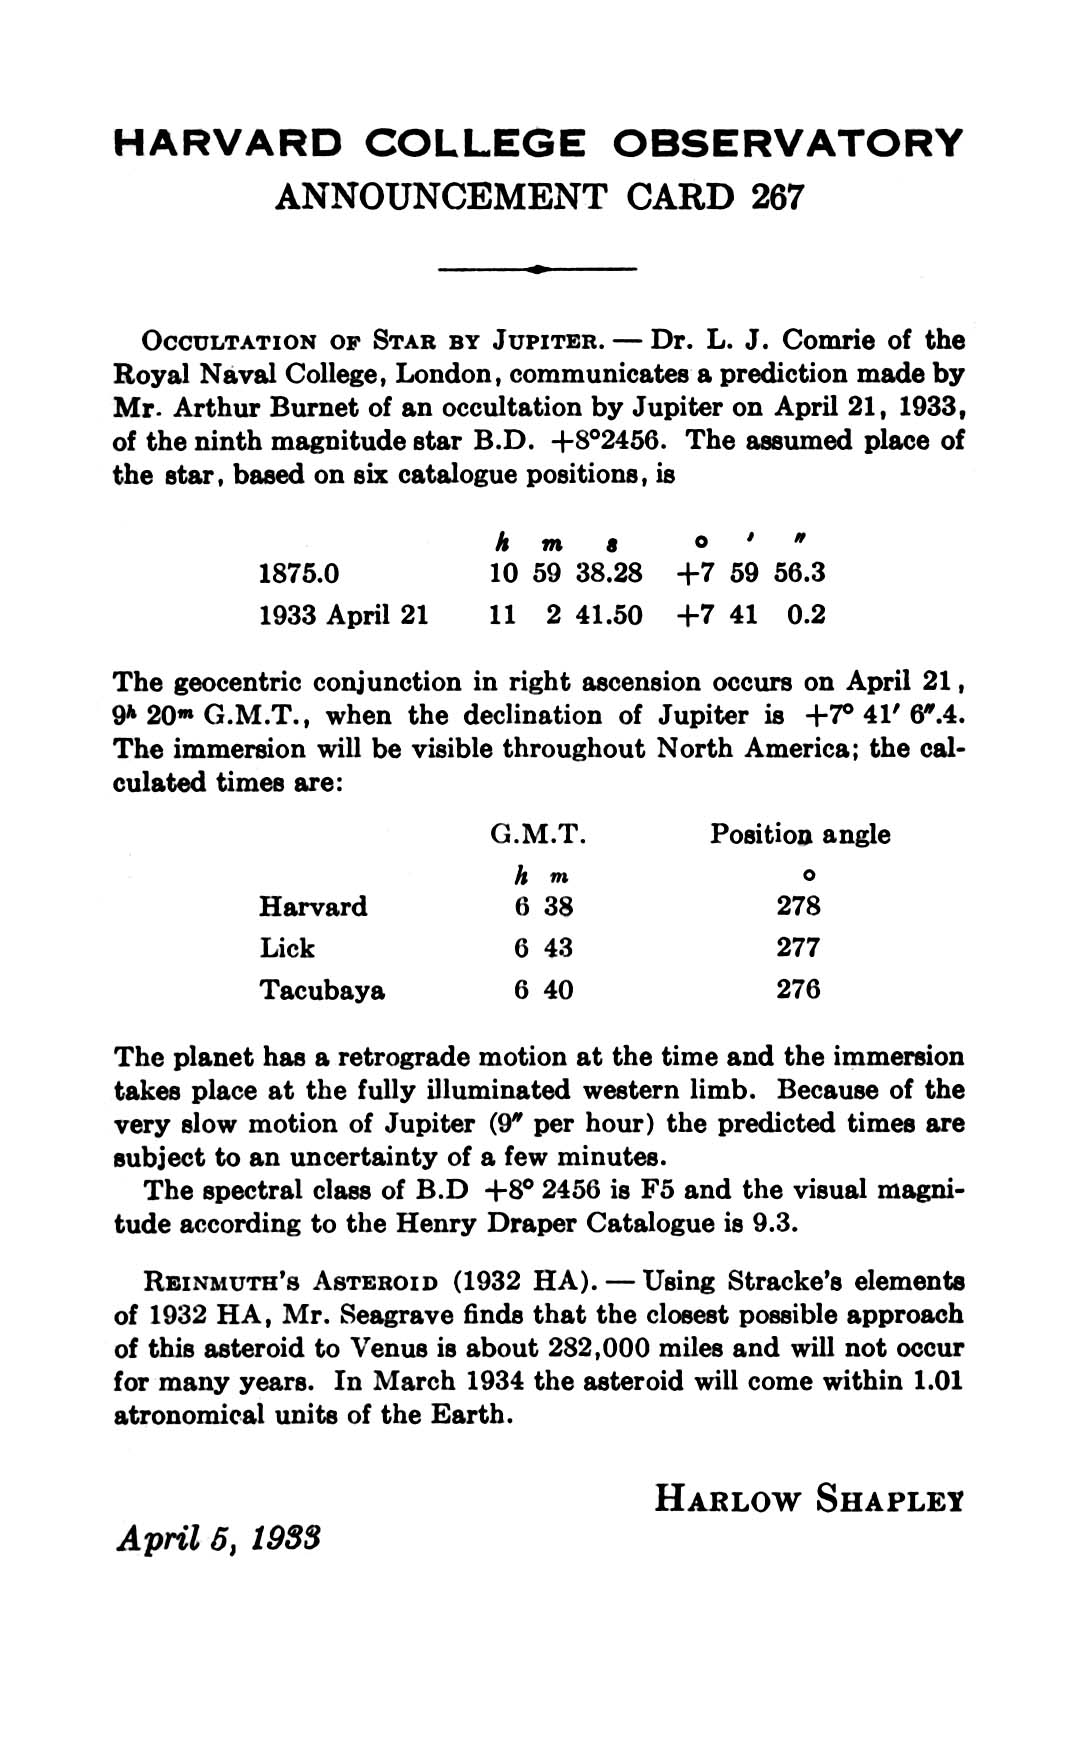 HARVARD COLLEGE OBSERVATORY
ANNOUNCEMENT CARD 267
OCCULTATION OF STAR BY JUPITER. — Dr. L. J. Comrie of the
Royal Naval College, London, communicates a prediction made by
Mr. Arthur Burnet of an occultation by Jupiter on April 21, 1933,
of the ninth magnitude star B.D. +8°2456. The assumed place of
the star, based on six catalogue positions, is
h m s ° ′ ″
1875.0 10 59 38.28 +7 59 56.3
1933 April 21 11 2 41.50 +7 41 0.2
The geocentric conjunction in right ascension occurs on April 21,
9ʰ 20ᵐ G.M.T., when the declination of Jupiter is +7° 41′ 6″.4.
The immersion will be visible throughout North America; the cal-
culated times are:
G.M.T. Position angle
h m °
Harvard 6 38 278
Lick 6 43 277
Tacubaya 6 40 276
The planet has a retrograde motion at the time and the immersion
takes place at the fully illuminated western limb. Because of the
very slow motion of Jupiter (9″ per hour) the predicted times are
subject to an uncertainty of a few minutes.
The spectral class of B.D +8° 2456 is F5 and the visual magni-
tude according to the Henry Draper Catalogue is 9.3.
REINMUTH'S ASTEROID (1932 HA). — Using Stracke's elements
of 1932 HA, Mr. Seagrave finds that the closest possible approach
of this asteroid to Venus is about 282,000 miles and will not occur
for many years. In March 1934 the asteroid will come within 1.01
atronomical units of the Earth.
HARLOW SHAPLEY
April 5, 1933